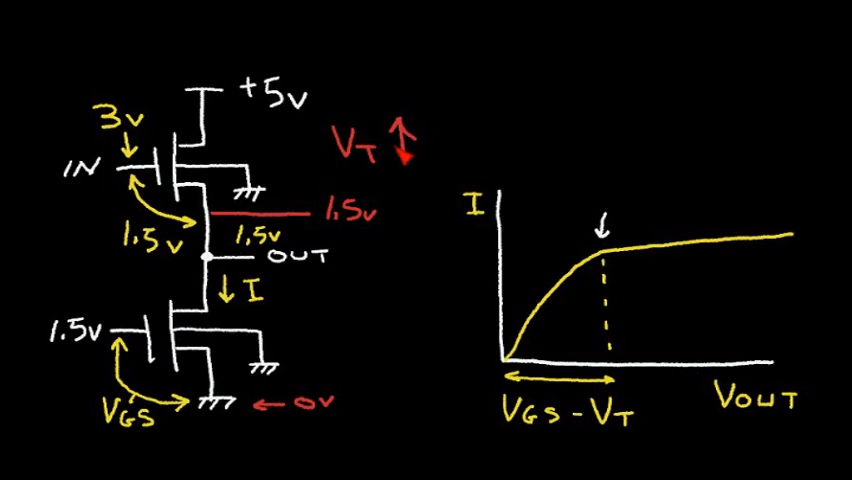 +5v
3v
VT
IN
1.5v
1.5v
1.5v
OUT
I
1.5v
VGS
0v
I
VGS - VT
VOUT